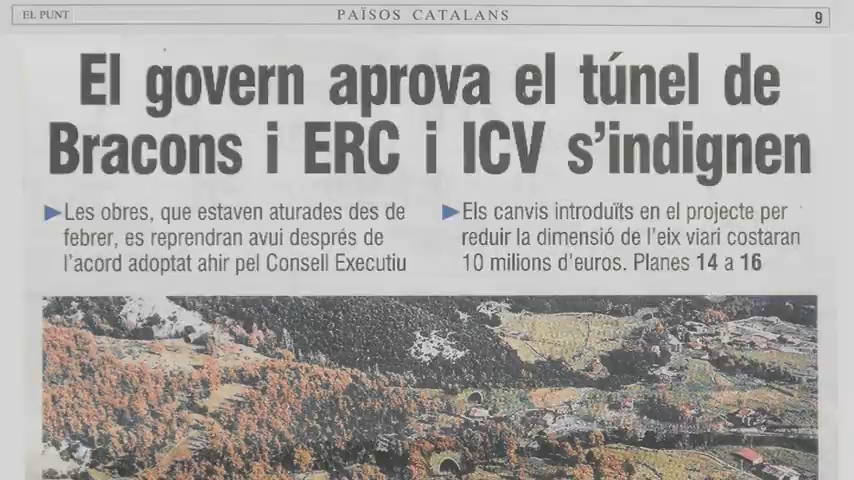 EL PUNT
PAÏSOS CATALANS
9
El govern aprova el túnel de
Bracons i ERC i ICV s'indignen
►Les obres, que estaven aturades des de
febrer, es reprendran avui després de
l'acord adoptat ahir pel Consell Executiu
►Els canvis introduïts en el projecte per
reduir la dimensió de l'eix viari costaran
10 milions d'euros. Planes 14 a 16